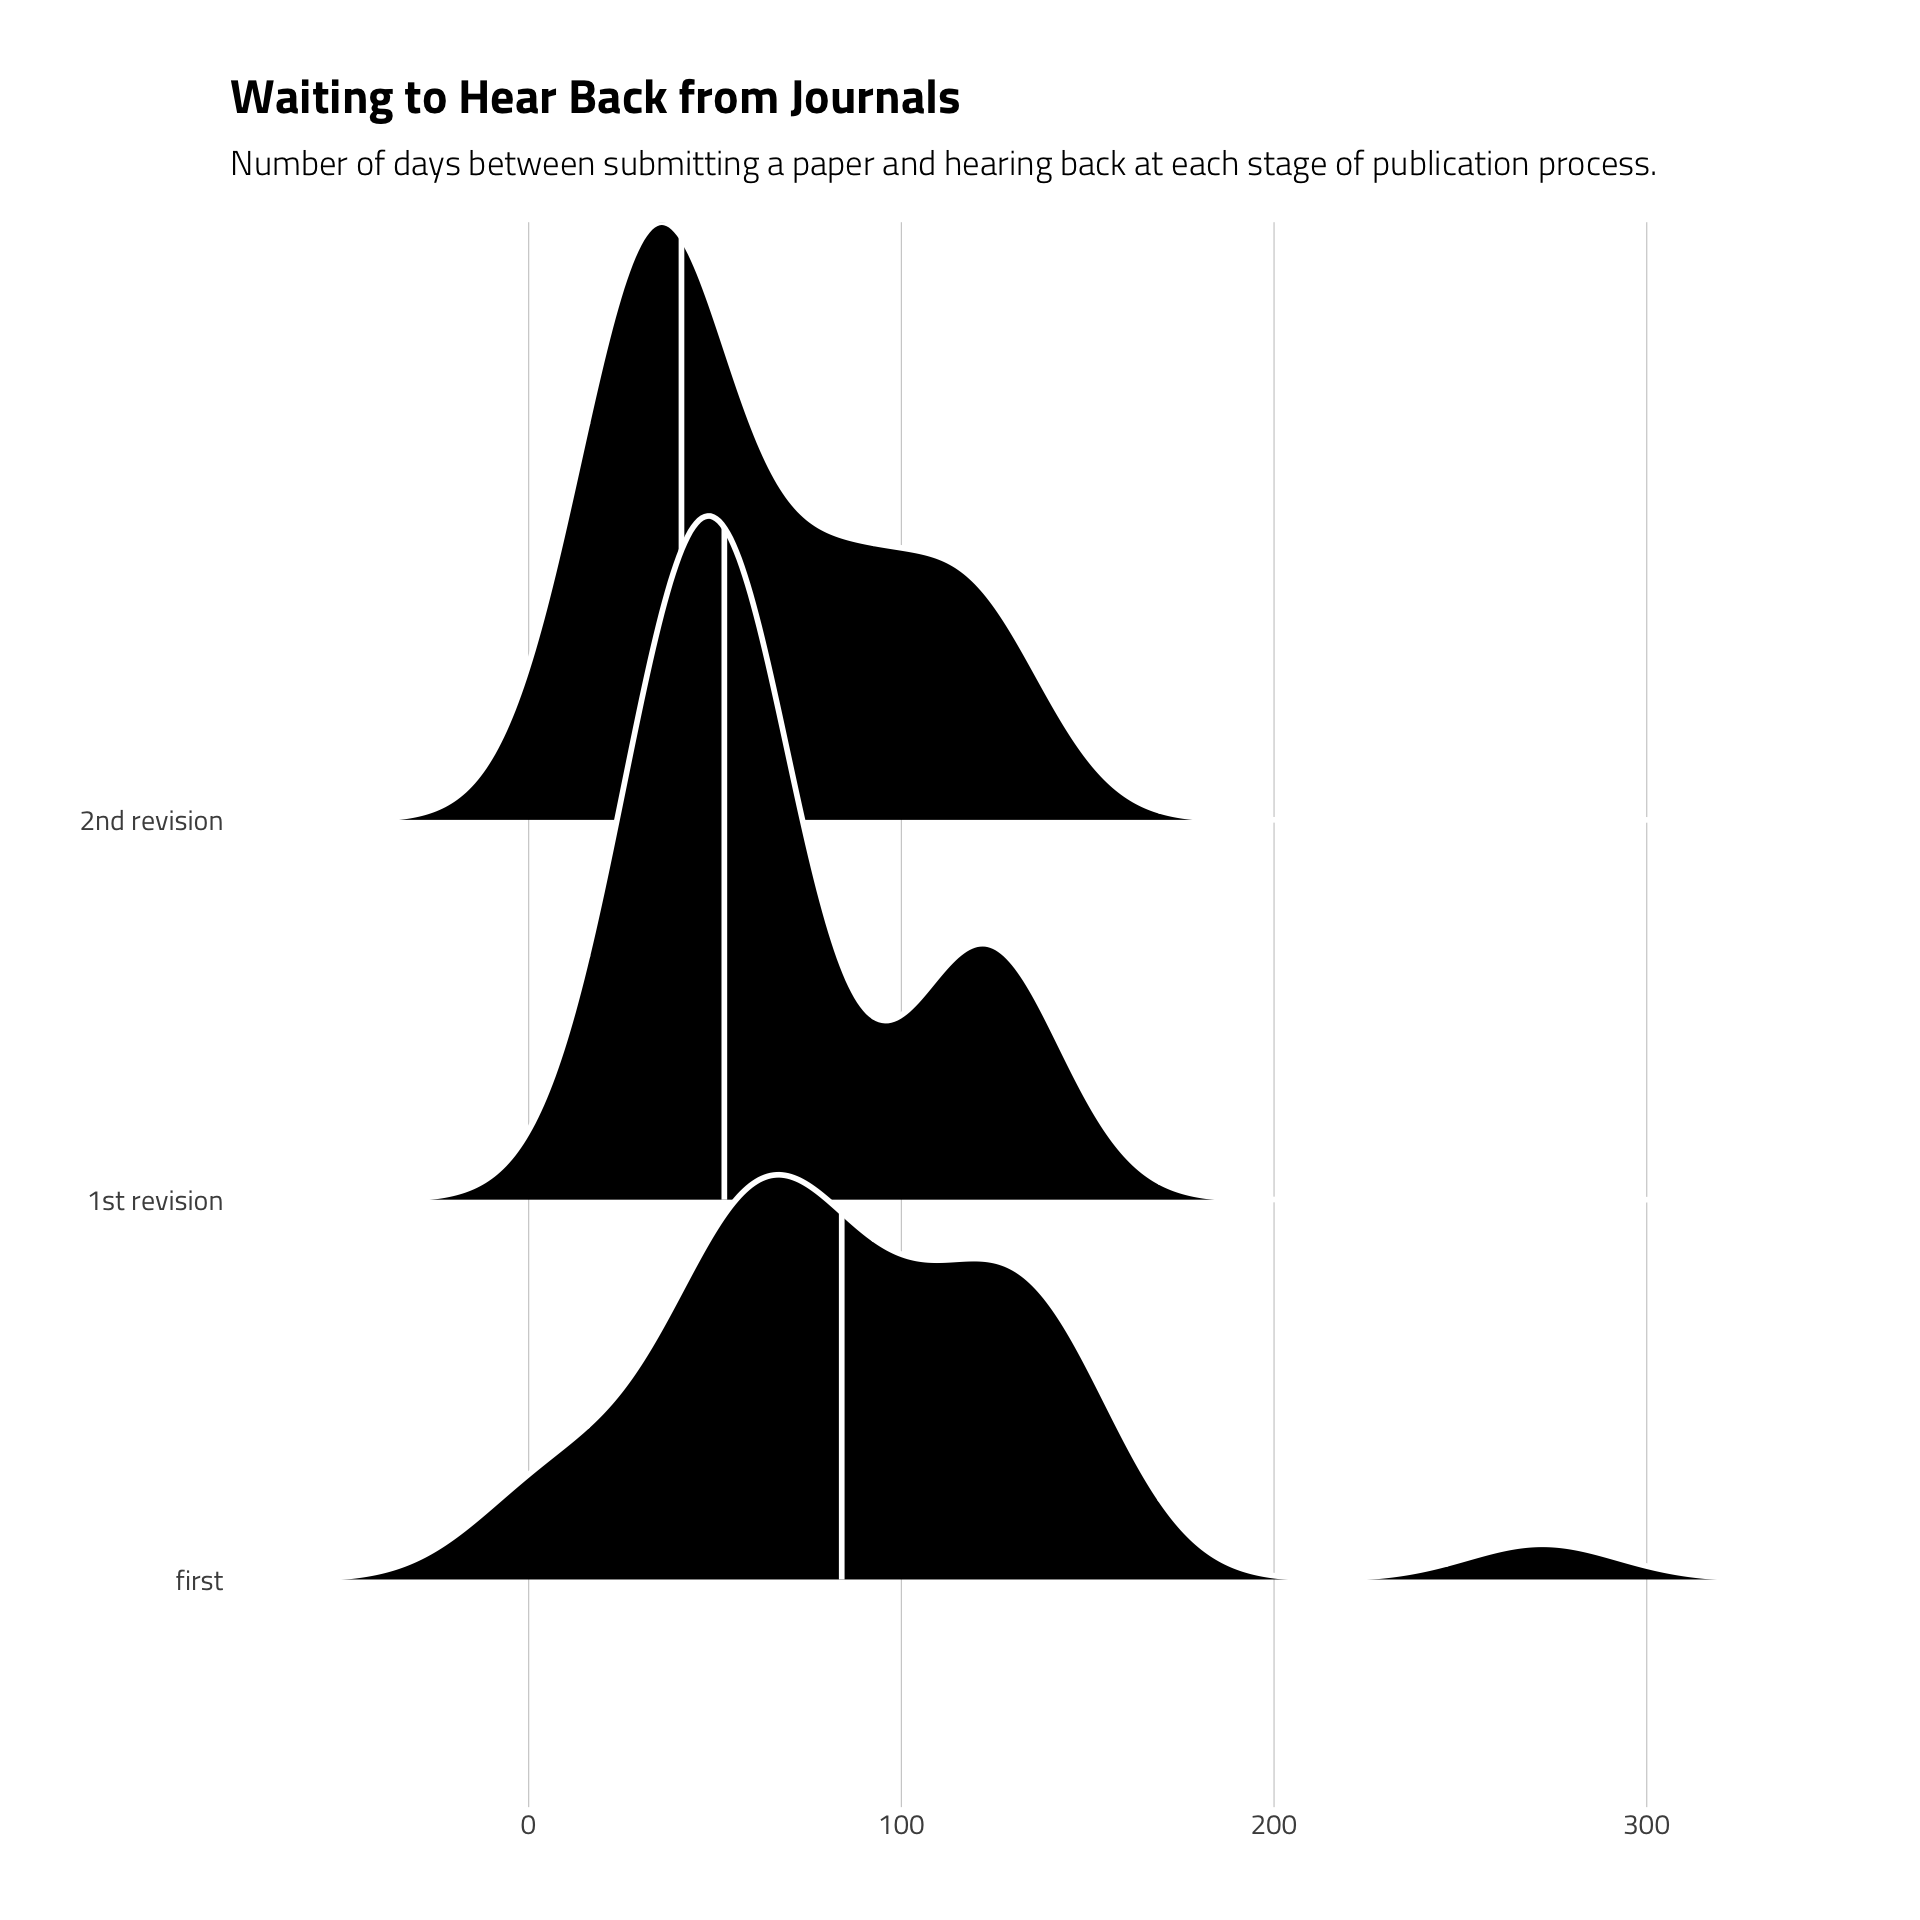 Waiting to Hear Back from Journals
Number of days between submitting a paper and hearing back at each stage of publication process.
2nd revision
1st revision
first
0 100 200 300